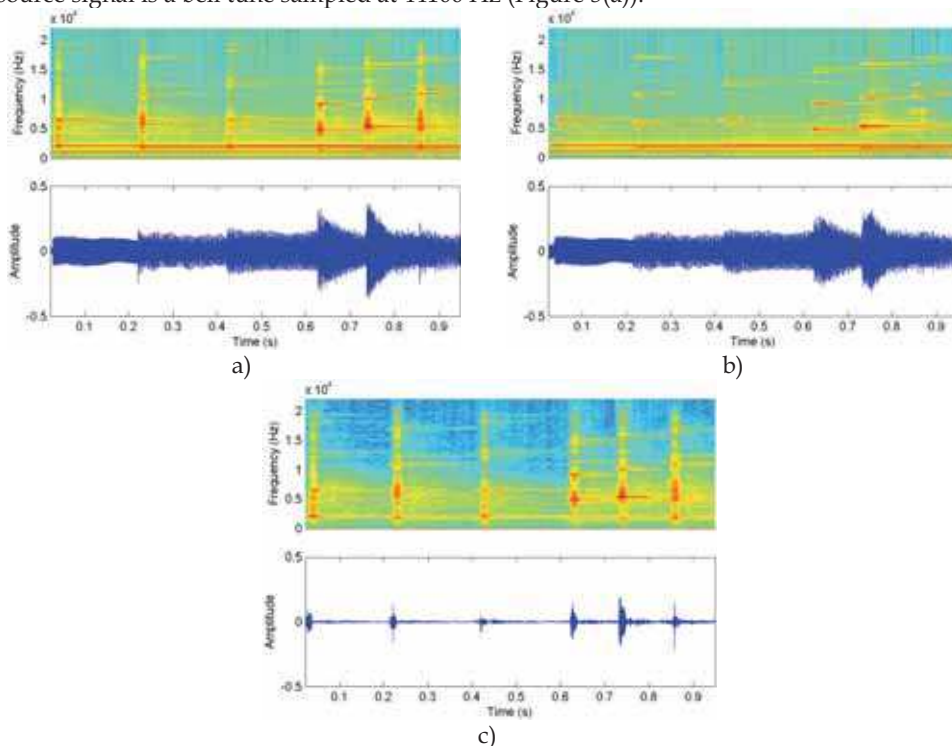 source signal is a bell tune sampled at 44100 Hz
x 10⁴ x 10⁴
2 2
1.5 1.5
1 1
0.5 0.5
0 0
Frequency (Hz) Frequency (Hz)
0.5 0.5
0 0
-0.5 -0.5
Amplitude Amplitude
0.1 0.2 0.3 0.4 0.5 0.6 0.7 0.8 0.9 0.1 0.2 0.3 0.4 0.5 0.6 0.7 0.8 0.9
Time (s) Time (s)
a) b)
x 10⁴
2
1.5
1
0.5
0
Frequency (Hz)
0.5
0
-0.5
Amplitude
0.1 0.2 0.3 0.4 0.5 0.6 0.7 0.8 0.9
Time (s)
c)